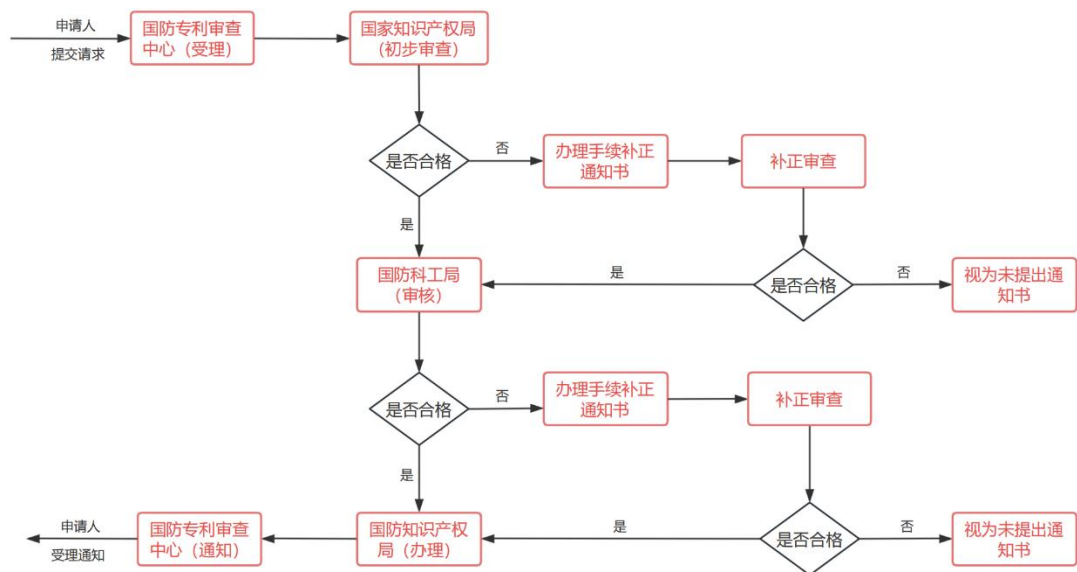 申请人
提交请求
国防专利审查
中心（受理）
国家知识产权局
（初步审查）
是否合格
否
办理手续补正
通知书
补正审查
是
国防科工局
（审核）
是
是否合格
否
视为未提出通
知书
是否合格
否
办理手续补正
通知书
补正审查
是
申请人
受理通知
国防专利审查
中心（通知）
国防知识产权
局（办理）
是
是否合格
否
视为未提出通
知书